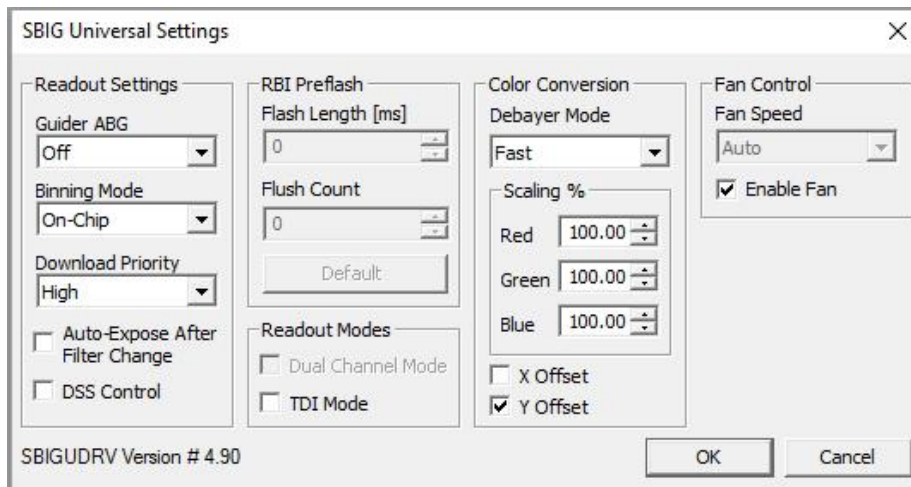 SBIG Universal Settings
Readout Settings
Guider ABG
Off
Binning Mode
On-Chip
Download Priority
High
Auto-Expose After
Filter Change
DSS Control
RBI Preflash
Flash Length [ms]
0
Flush Count
0
Default
Readout Modes
Dual Channel Mode
TDI Mode
Color Conversion
Debayer Mode
Fast
Scaling %
Red 100.00
Green 100.00
Blue 100.00
X Offset
Y Offset
Fan Control
Fan Speed
Auto
Enable Fan
SBIGUDRV Version # 4.90
OK
Cancel